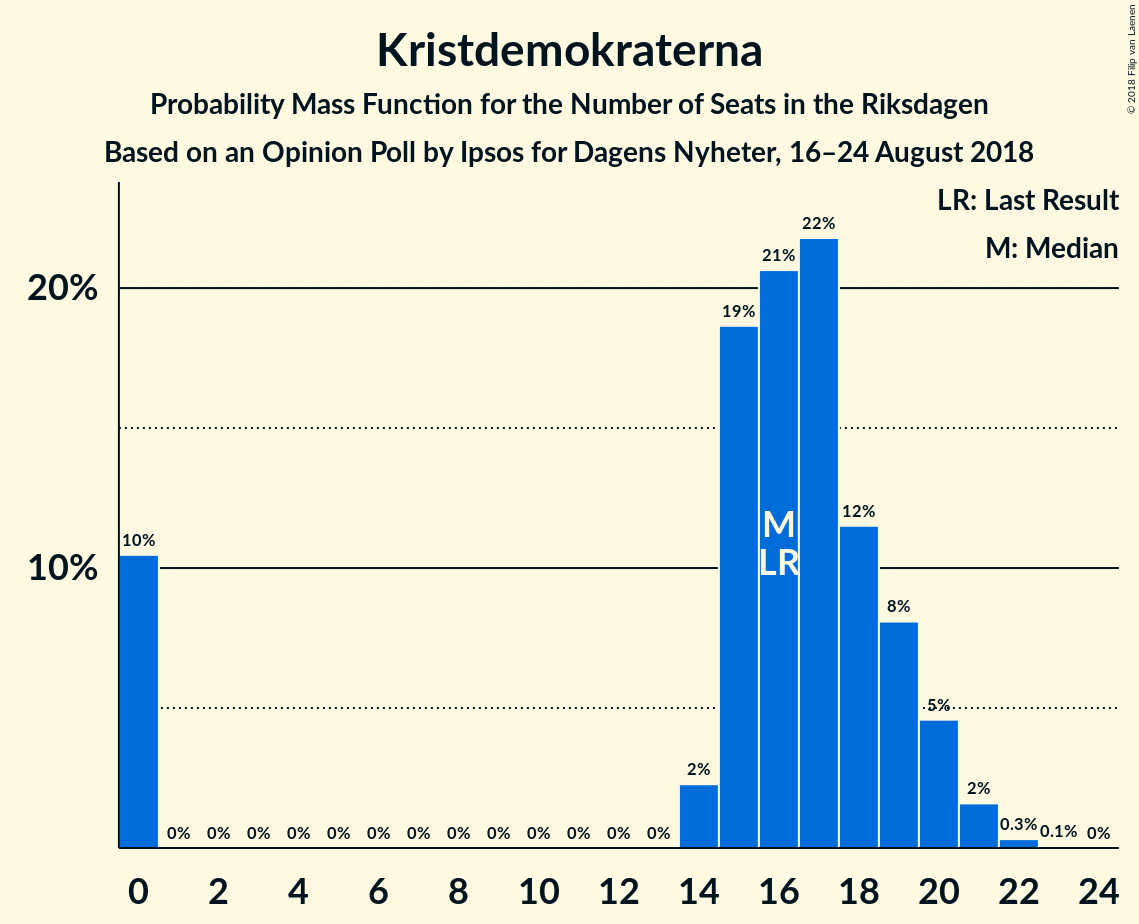 Kristdemokraterna
Probability Mass Function for the Number of Seats in the Riksdagen
Based on an Opinion Poll by Ipsos for Dagens Nyheter, 16–24 August 2018
© 2018 Filip van Laenen
LR: Last Result
M: Median
22%
21%
20%
19%
M
12%
10%
LR
10%
8%
5%
2%
2%
0% 0% 0% 0% 0% 0% 0% 0% 0% 0% 0% 0% 0% 0.3% 0.1% 0%
0 2 4 6 8 10 12 14 16 18 20 22 24